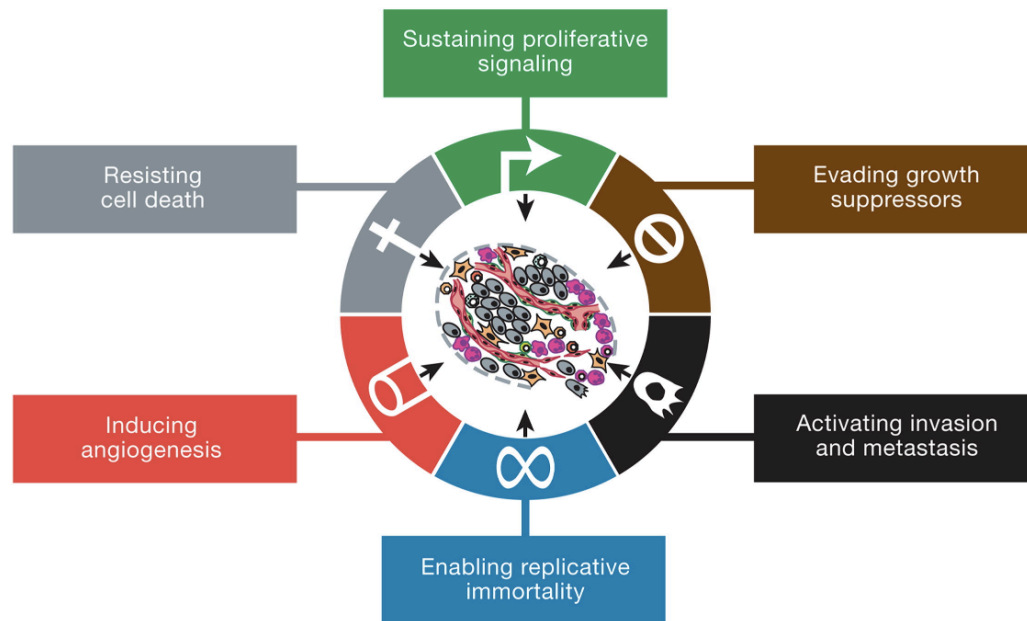 Sustaining proliferative
signaling
Resisting
cell death
Evading growth
suppressors
Inducing
angiogenesis
Activating invasion
and metastasis
Enabling replicative
immortality